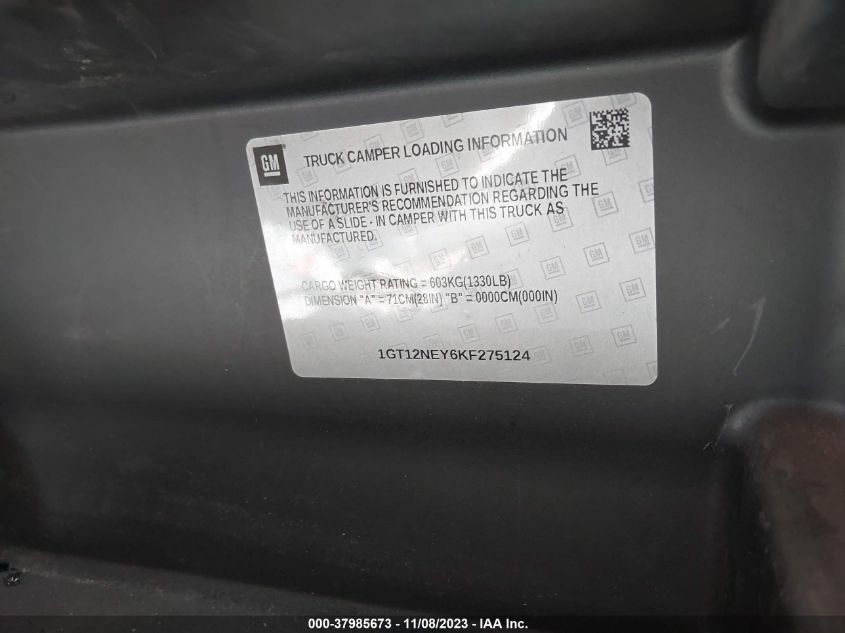 GM
TRUCK CAMPER LOADING INFORMATION
THIS INFORMATION IS FURNISHED TO INDICATE THE
MANUFACTURER'S RECOMMENDATION REGARDING THE
USE OF A SLIDE - IN CAMPER WITH THIS TRUCK AS
MANUFACTURED.
CARGO WEIGHT RATING = 603KG(1330LB)
DIMENSION "A" = 71CM(28IN) "B" = 0000CM(000IN)
1GT12NEY6KF275124
000-37985673 - 11/08/2023 - IAA Inc.